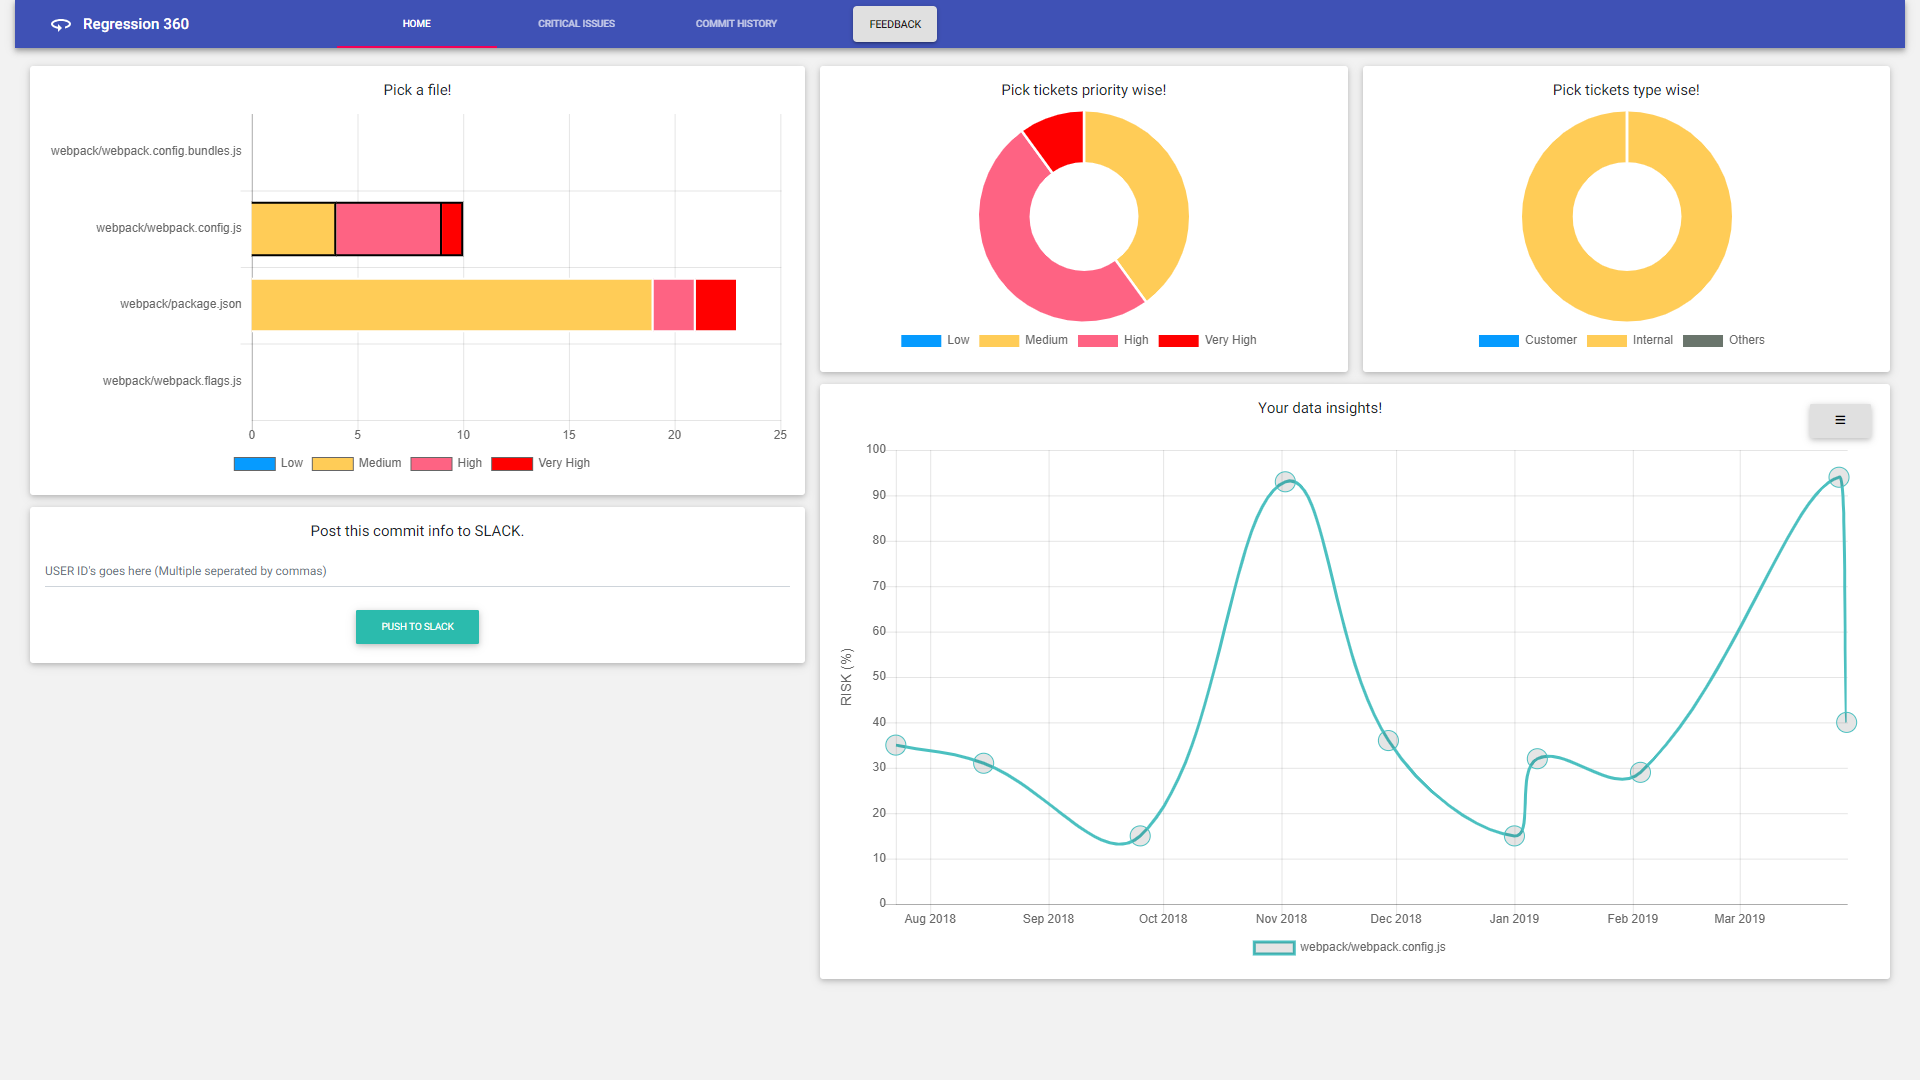 Regression 360
HOME
CRITICAL ISSUES
COMMIT HISTORY
FEEDBACK
Pick a file!
webpack/webpack.config.bundles.js
webpack/webpack.config.js
webpack/package.json
webpack/webpack.flags.js
0 5 10 15 20 25
Low Medium High Very High
Post this commit info to SLACK.
USER ID's goes here (Multiple seperated by commas)
PUSH TO SLACK
Pick tickets priority wise!
Low Medium High Very High
Pick tickets type wise!
Customer Internal Others
Your data insights!
RISK (%)
100
90
80
70
60
50
40
30
20
10
0
Aug 2018 Sep 2018 Oct 2018 Nov 2018 Dec 2018 Jan 2019 Feb 2019 Mar 2019
webpack/webpack.config.js